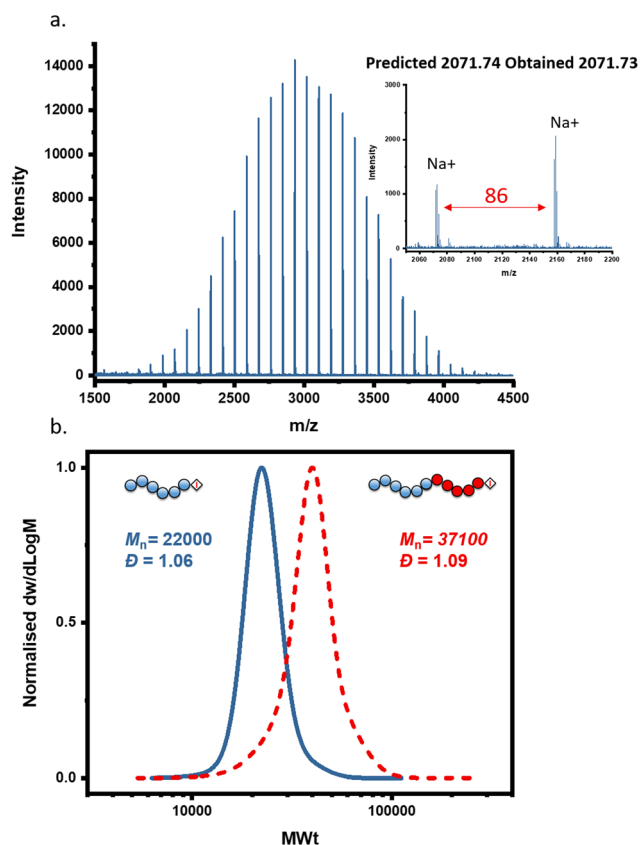 a.
14000
12000
10000
8000
6000
4000
2000
0
Intensity
1500 2000 2500 3000 3500 4000 4500
m/z
Predicted 2071.74 Obtained 2071.73
3000
2000
1000
0
Intensity
Na+
Na+
86
2060 2080 2100 2120 2140 2160 2180 2200
m/z
b.
1.0
0.5
0.0
Normalised dw/dLogM
I
I
Mn= 22000
Đ = 1.06
Mn= 37100
Đ = 1.09
10000 100000
MWt